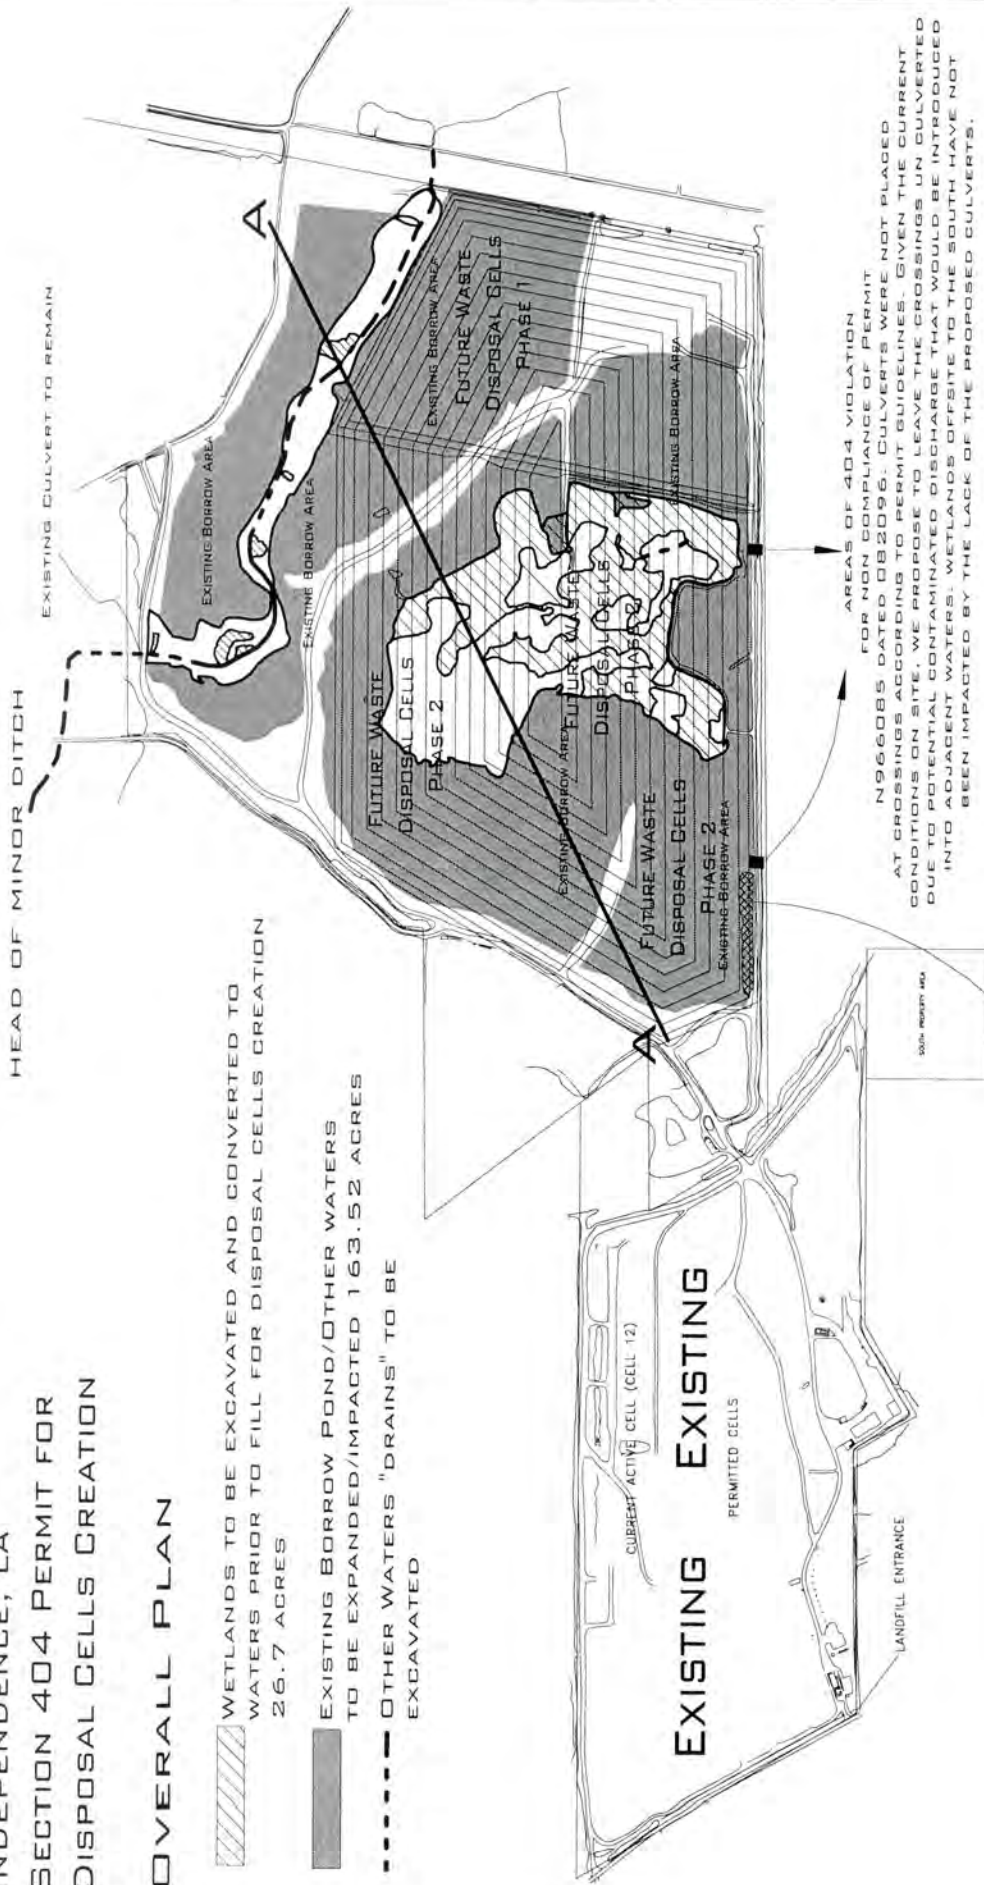 INDEPENDENCE, LA
SECTION 404 PERMIT FOR
DISPOSAL CELLS CREATION
OVERALL PLAN
WETLANDS TO BE EXCAVATED AND CONVERTED TO
WATERS PRIOR TO FILL FOR DISPOSAL CELLS CREATION
26.7 ACRES
EXISTING BORROW POND/OTHER WATERS
TO BE EXPANDED/IMPACTED 163.52 ACRES
OTHER WATERS "DRAINS" TO BE
EXCAVATED
HEAD OF MINOR DITCH
EXISTING CULVERT TO REMAIN
A
EXISTING BORROW AREA
EXISTING BORROW AREA
EXISTING BORROW AREA
FUTURE WASTE
DISPOSAL CELLS
PHASE 1
FUTURE WASTE
DISPOSAL CELLS
PHASE 2
EXISTING BORROW AREA
FUTURE WASTE
DISPOSAL CELLS
PHASE
EXISTING BORROW AREA
FUTURE WASTE
DISPOSAL CELLS
PHASE 2
EXISTING BORROW AREA
A
CURRENT ACTIVE CELL (CELL 12)
EXISTING EXISTING
PERMITTED CELLS
LANDFILL ENTRANCE
SOUTH PROPERTY AREA
AREAS OF 404 VIOLATION
FOR NON COMPLIANCE OF PERMIT
N966085 DATED 082096: CULVERTS WERE NOT PLACED
AT CROSSINGS ACCORDING TO PERMIT GUIDELINES. GIVEN THE CURRENT
CONDITIONS ON SITE, WE PROPOSE TO LEAVE THE CROSSINGS UN CULVERTED
DUE TO POTENTIAL CONTAMINATED DISCHARGE THAT WOULD BE INTRODUCED
INTO ADJACENT WATERS. WETLANDS OFFSITE TO THE SOUTH HAVE NOT
BEEN IMPACTED BY THE LACK OF THE PROPOSED CULVERTS.